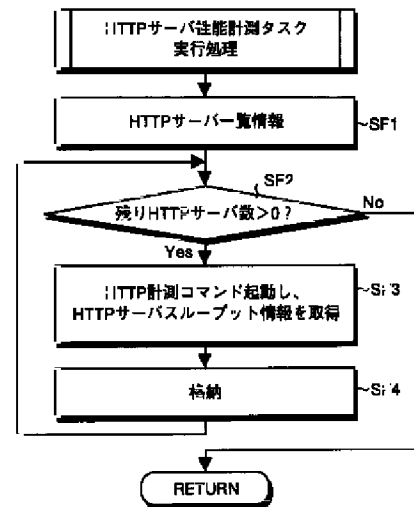 HTTPサーバ性能計測タスク
実行処理
HTTPサーバ一覧情報
SF1
SF2
残りHTTPサーバ数>0?
No
Yes
HTTP計測コマンド起動し、
HTTPサーバスループット情報を取得
SF3
格納
SF4
RETURN